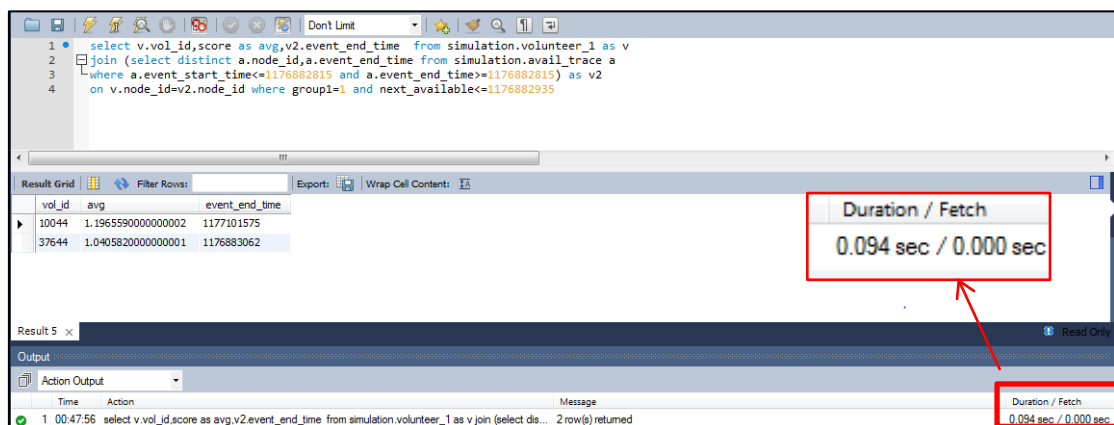 Don't Limit
1 select v.vol_id,score as avg,v2.event_end_time from simulation.volunteer_1 as v
2 join (select distinct a.node_id,a.event_end_time from simulation.avail_trace a
3 where a.event_start_time<=1176882815 and a.event_end_time>=1176882815) as v2
4 on v.node_id=v2.node_id where group1=1 and next_available<=1176882935
Result Grid Filter Rows: Export: Wrap Cell Content:
vol_id avg event_end_time
10044 1.1965590000000002 1177101575
37644 1.0405820000000001 1176883062
Duration / Fetch
0.094 sec / 0.000 sec
Result 5 Read Only
Output
Action Output
Time Action Message Duration / Fetch
1 00:47:56 select v.vol_id,score as avg,v2.event_end_time from simulation.volunteer_1 as v join (select dis... 2 row(s) returned 0.094 sec / 0.000 sec